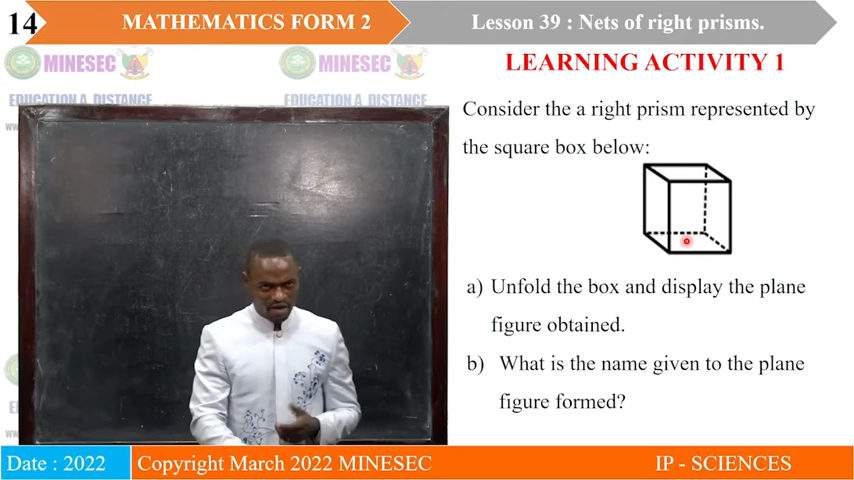 14
MATHEMATICS FORM 2
Lesson 39 : Nets of right prisms.
MINESEC
MINESEC
LEARNING ACTIVITY 1
EDUCATION A DISTANCE
EDUCATION A DISTANCE
Consider the a right prism represented by
the square box below:
a) Unfold the box and display the plane
figure obtained.
b) What is the name given to the plane
figure formed?
Date : 2022
Copyright March 2022 MINESEC
IP - SCIENCES